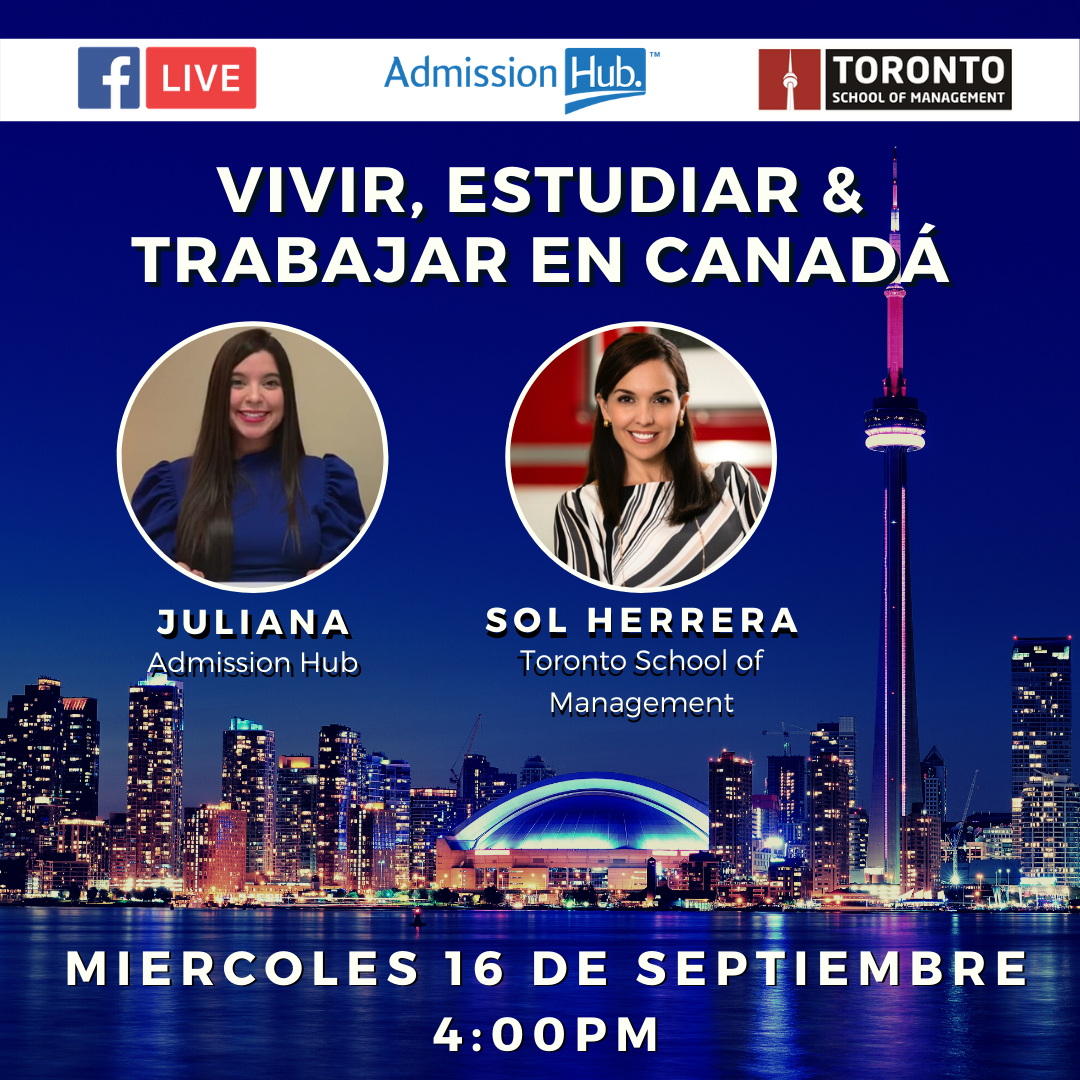 f LIVE
Admission Hub.™
TORONTO
SCHOOL OF MANAGEMENT
VIVIR, ESTUDIAR &
TRABAJAR EN CANADÁ
JULIANA
Admission Hub
SOL HERRERA
Toronto School of
Management
MIERCOLES 16 DE SEPTIEMBRE
4:00PM